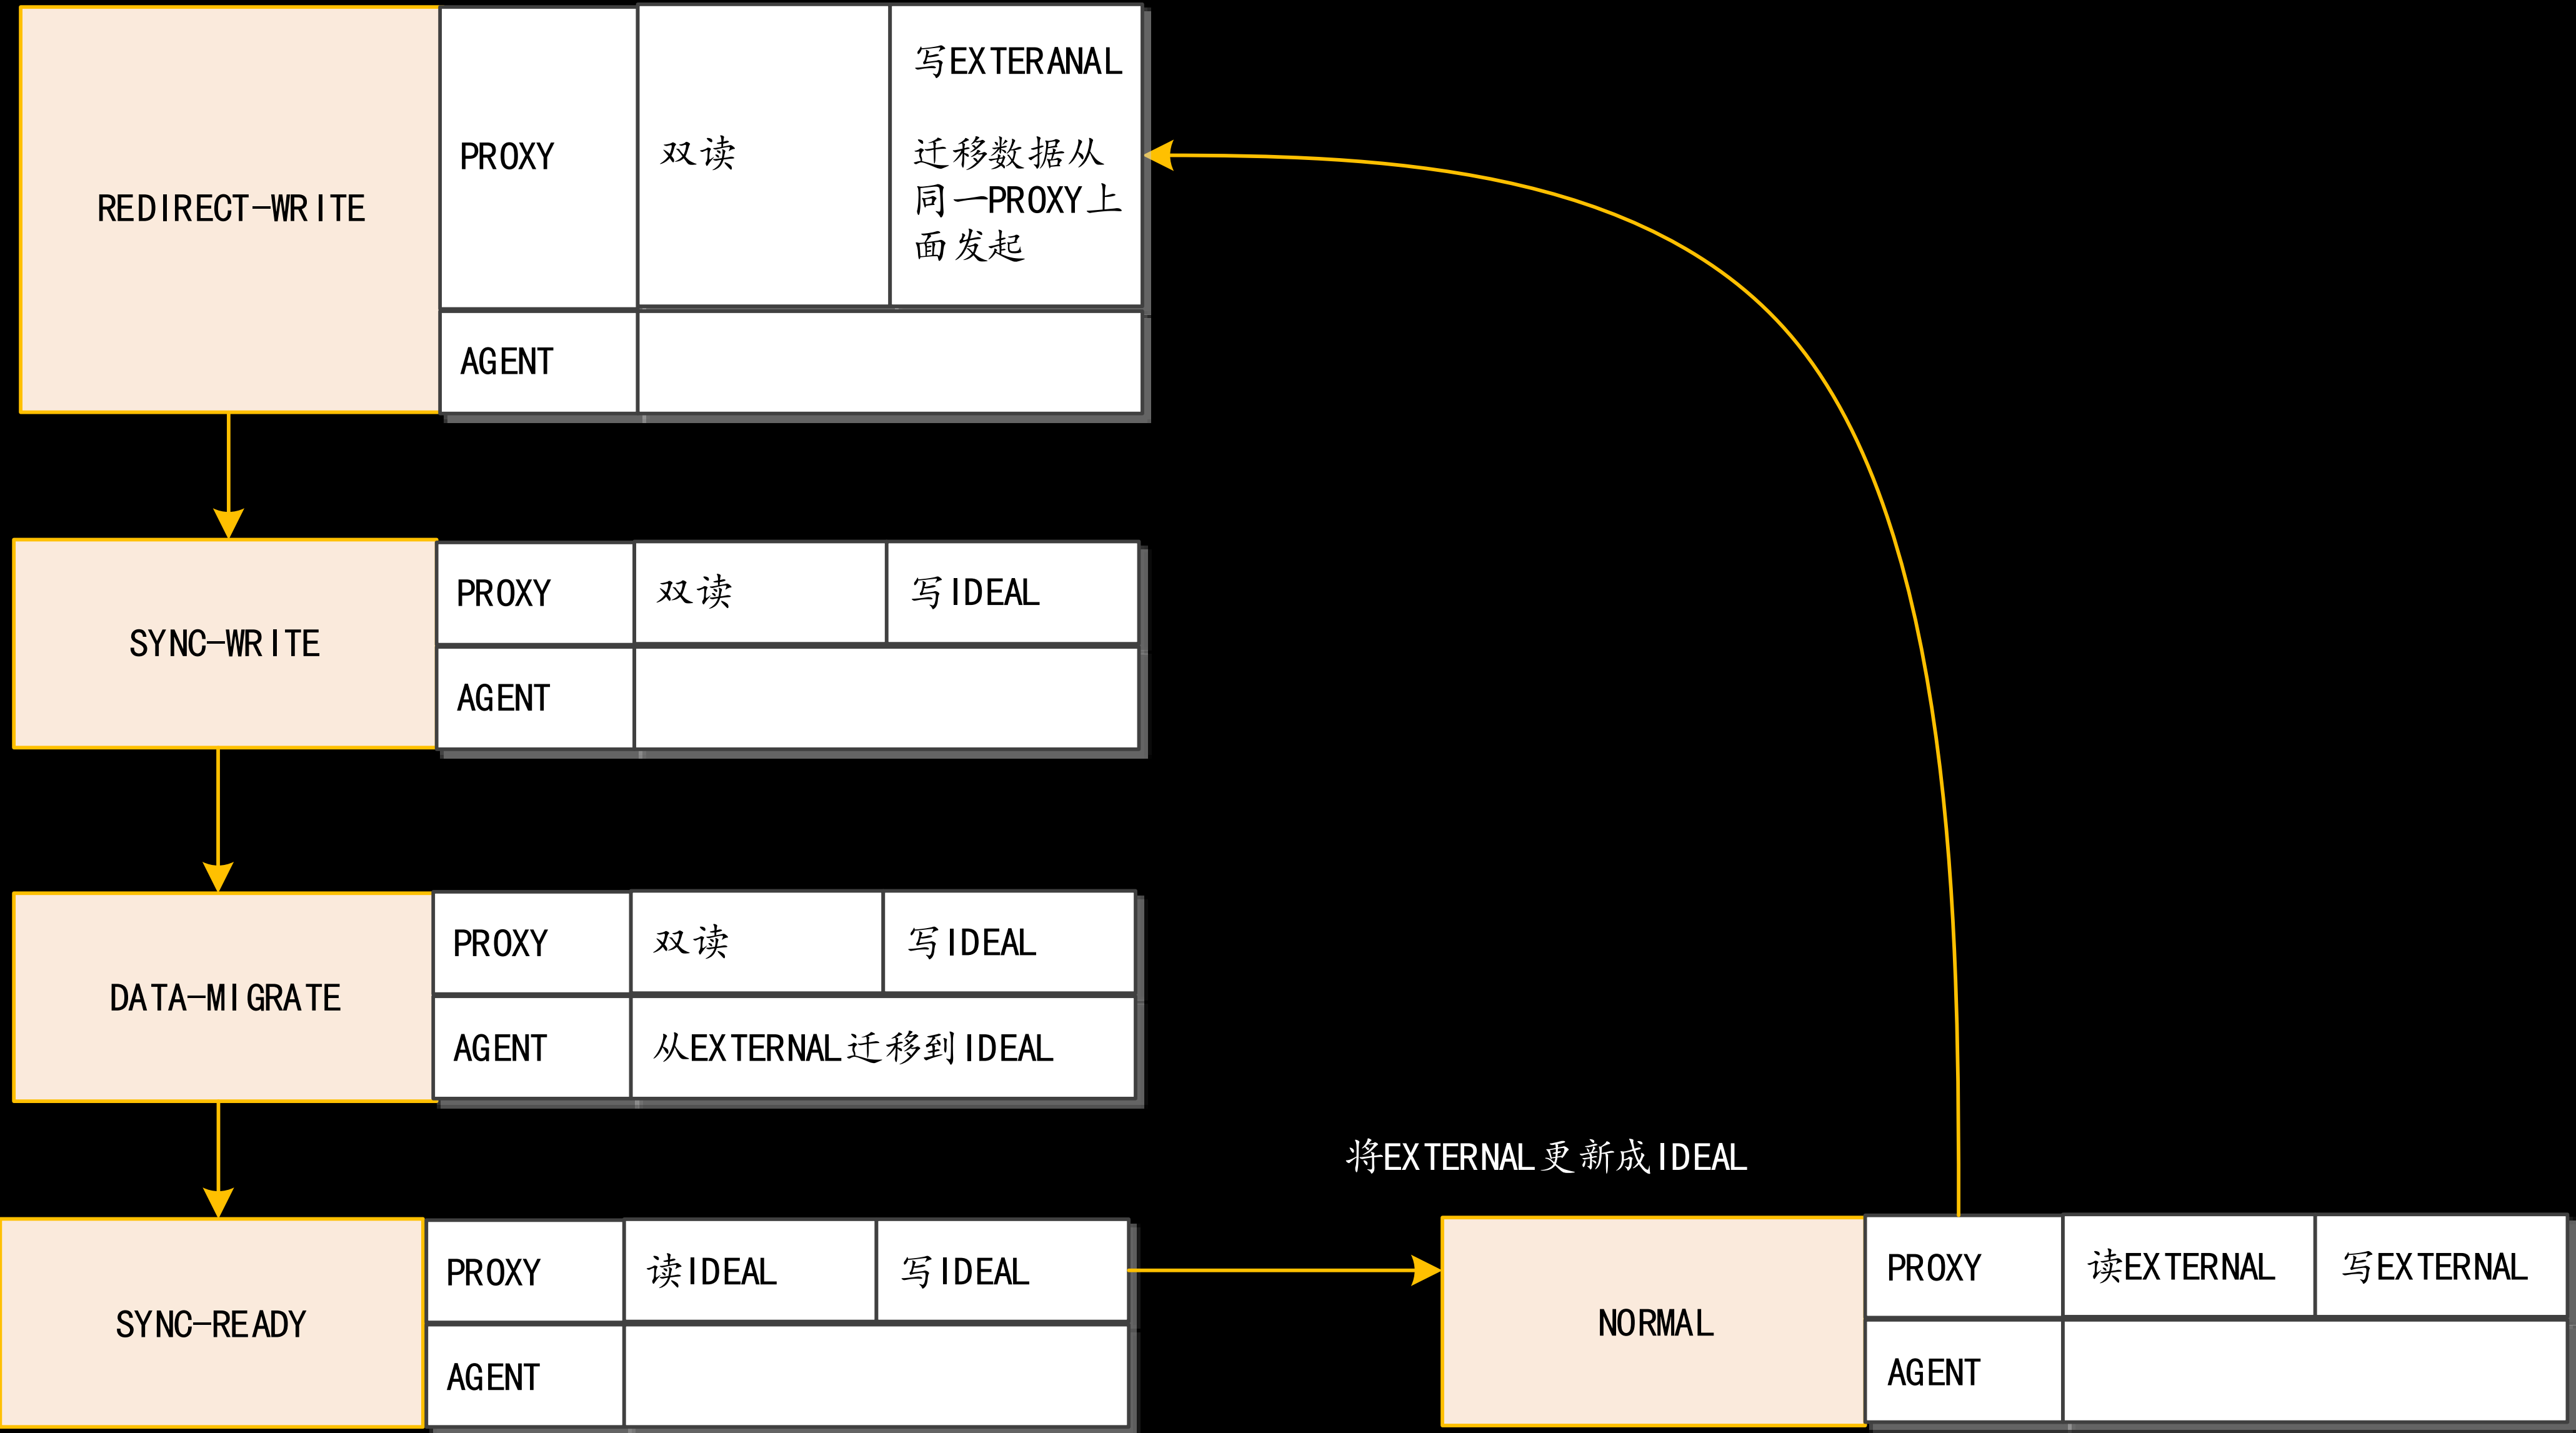 REDIRECT-WRITE
PROXY
双读
写EXTERANAL
迁移数据从
同一PROXY上
面发起
AGENT
SYNC-WRITE
PROXY
双读
写IDEAL
AGENT
DATA-MIGRATE
PROXY
双读
写IDEAL
AGENT
从EXTERNAL迁移到IDEAL
SYNC-READY
PROXY
读IDEAL
写IDEAL
AGENT
将EXTERNAL更新成IDEAL
NORMAL
PROXY
读EXTERNAL
写EXTERNAL
AGENT